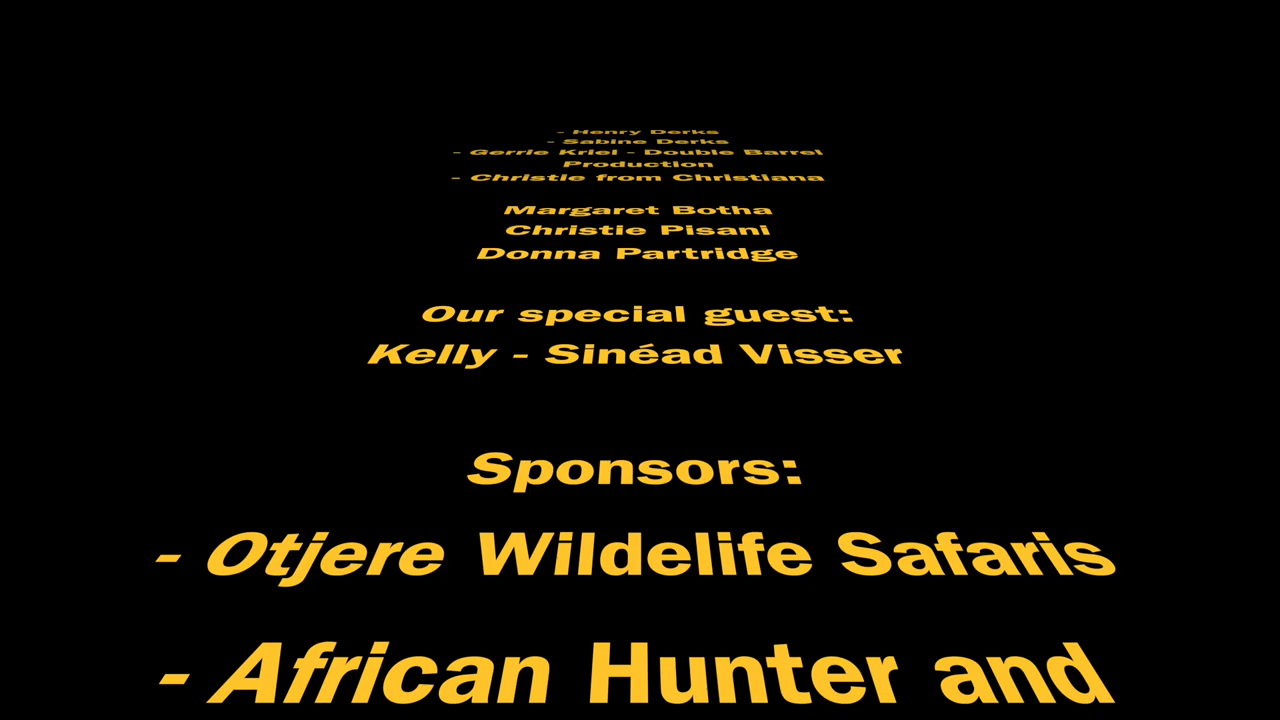 - Henry Derks
- Sabine Derks
- Gerrie Kriel - Double Barrel
Production
- Christie from Christiana
Margaret Botha
Christie Pisani
Donna Partridge
Our special guest:
Kelly - Sinéad Visser
Sponsors:
- Otjere Wildelife Safaris
- African Hunter and